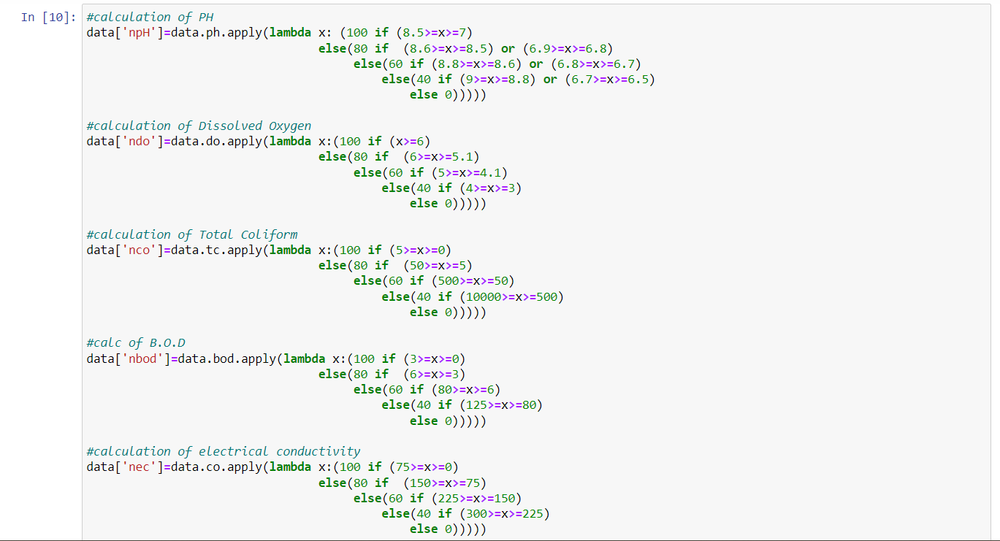 In [10]: #calculation of PH
data['npH']=data.ph.apply(lambda x: (100 if (8.5>=x>=7)
else(80 if  (8.6>=x>=8.5) or (6.9>=x>=6.8)
else(60 if (8.8>=x>=8.6) or (6.8>=x>=6.7)
else(40 if (9>=x>=8.8) or (6.7>=x>=6.5)
else 0)))))
#calculation of Dissolved Oxygen
data['ndo']=data.do.apply(lambda x:(100 if (x>=6)
else(80 if  (6>=x>=5.1)
else(60 if (5>=x>=4.1)
else(40 if (4>=x>=3)
else 0)))))
#calculation of Total Coliform
data['nco']=data.tc.apply(lambda x:(100 if (5>=x>=0)
else(80 if  (50>=x>=5)
else(60 if (500>=x>=50)
else(40 if (10000>=x>=500)
else 0)))))
#calc of B.O.D
data['nbod']=data.bod.apply(lambda x:(100 if (3>=x>=0)
else(80 if  (6>=x>=3)
else(60 if (80>=x>=6)
else(40 if (125>=x>=80)
else 0)))))
#calculation of electrical conductivity
data['nec']=data.co.apply(lambda x:(100 if (75>=x>=0)
else(80 if  (150>=x>=75)
else(60 if (225>=x>=150)
else(40 if (300>=x>=225)
else 0)))))